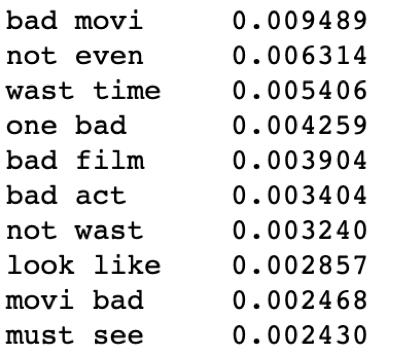 bad movi 0.009489
not even 0.006314
wast time 0.005406
one bad 0.004259
bad film 0.003904
bad act 0.003404
not wast 0.003240
look like 0.002857
movi bad 0.002468
must see 0.002430